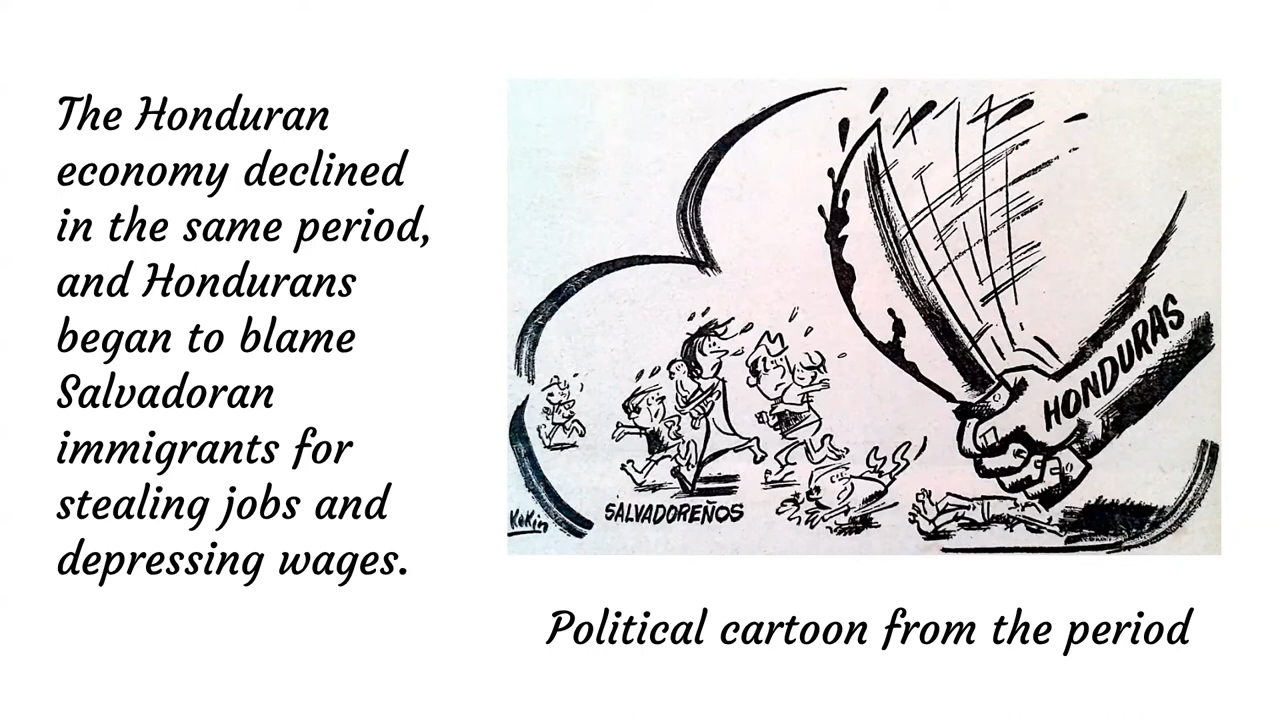 The Honduran
economy declined
in the same period,
and Hondurans
began to blame
Salvadoran
immigrants for
stealing jobs and
depressing wages.
HONDURAS
SALVADOREÑOS
KoKin
Political cartoon from the period